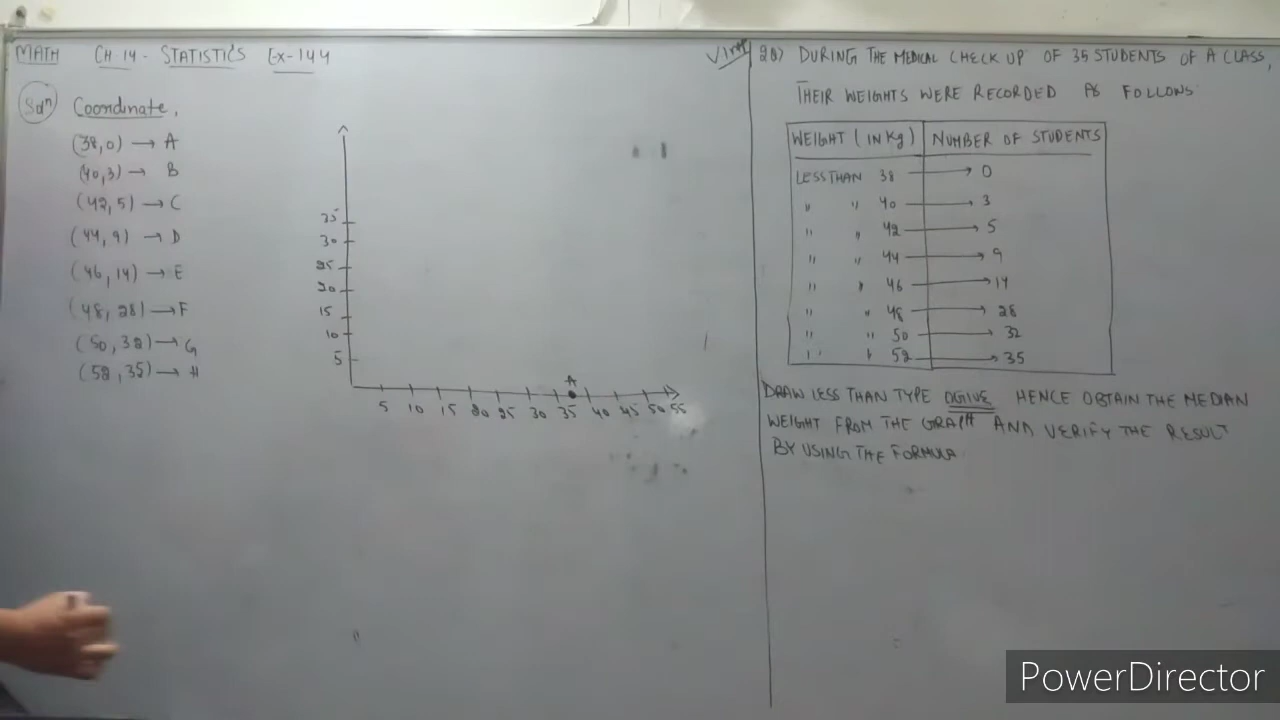 MATH CH 14 - STATISTICS Ex-14.4
Solⁿ Coordinate,
(38,0) → A
(40,3) → B
(42,5) → C
(44,9) → D
(46,14) → E
(48,28) → F
(50,32) → G
(52,35) → H
35
30
25
20
15
10
5
A
5 10 15 20 25 30 35 40 45 50 55
✓Imp 2Q) DURING THE MEDICAL CHECK UP OF 35 STUDENTS OF A CLASS,
THEIR WEIGHTS WERE RECORDED AS FOLLOWS
WEIGHT (IN Kg) NUMBER OF STUDENTS
LESS THAN 38 → 0
" " 40 → 3
" " 42 → 5
" " 44 → 9
" " 46 → 14
" " 48 → 28
" " 50 → 32
" " 52 → 35
DRAW LESS THAN TYPE OGIVE HENCE OBTAIN THE MEDIAN
WEIGHT FROM THE GRAPH AND VERIFY THE RESULT
BY USING THE FORMULA
PowerDirector